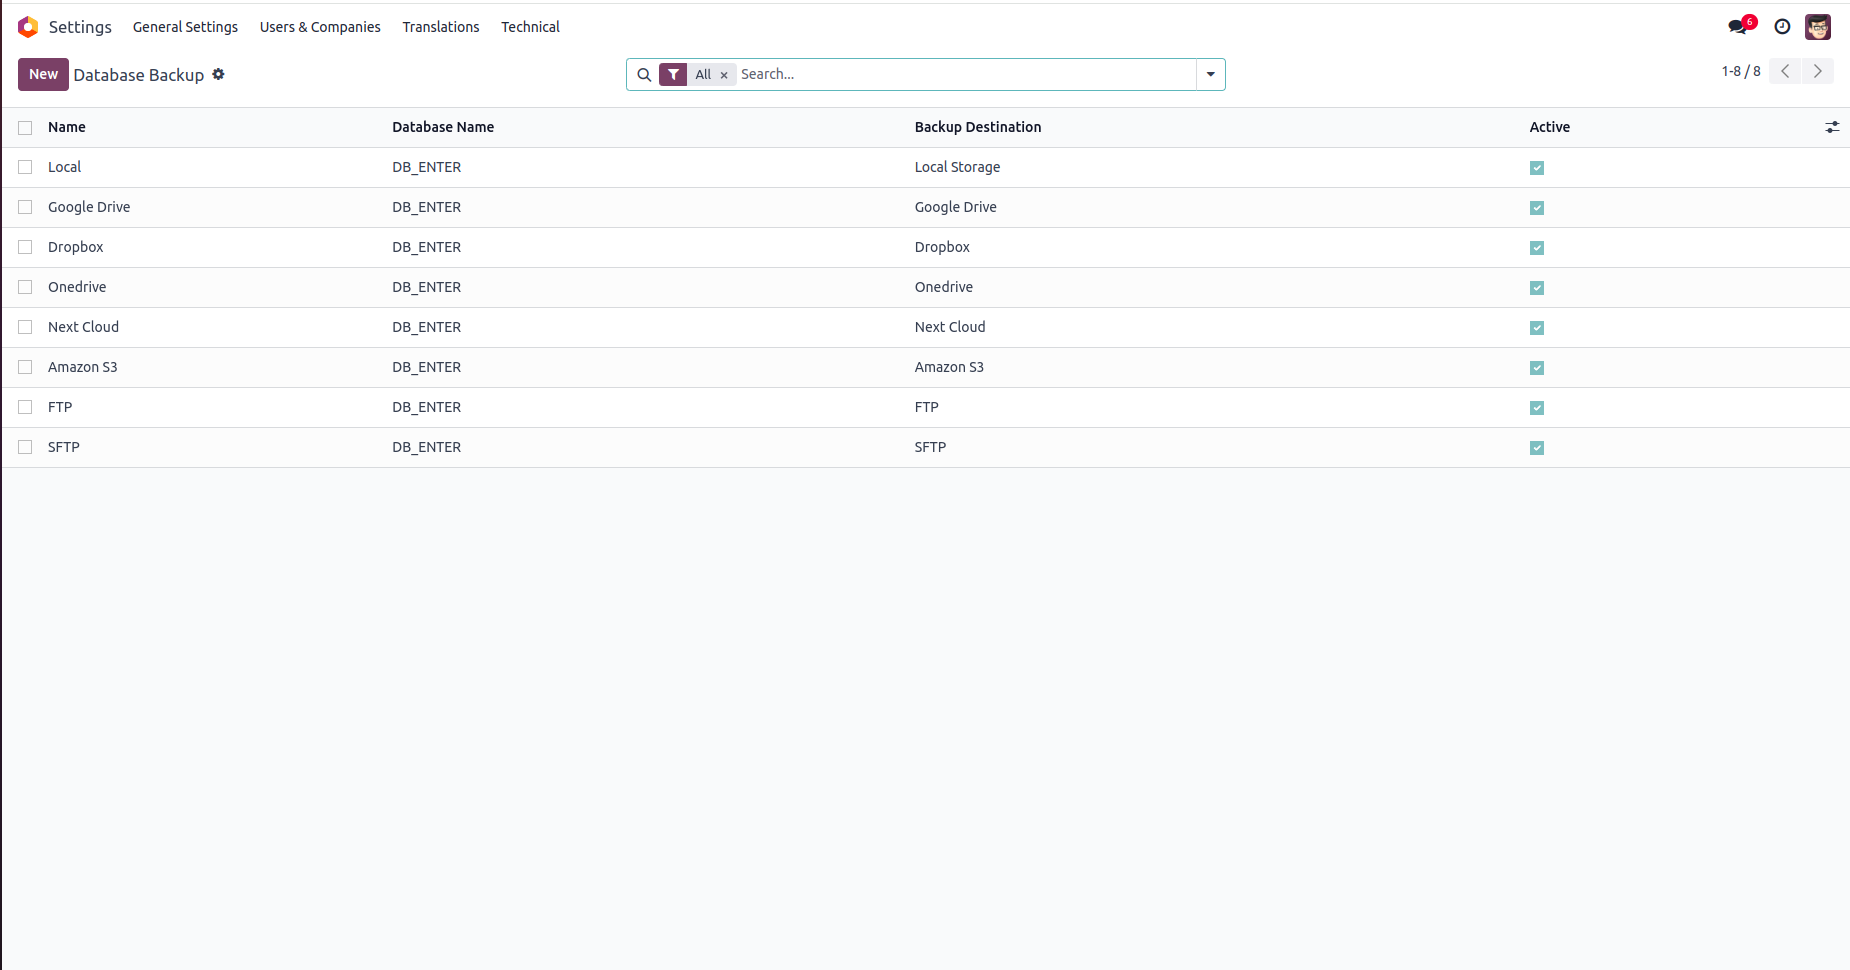 Settings General Settings Users & Companies Translations Technical 6
New Database Backup All × Search... 1-8 / 8
Name Database Name Backup Destination Active
Local DB_ENTER Local Storage
Google Drive DB_ENTER Google Drive
Dropbox DB_ENTER Dropbox
Onedrive DB_ENTER Onedrive
Next Cloud DB_ENTER Next Cloud
Amazon S3 DB_ENTER Amazon S3
FTP DB_ENTER FTP
SFTP DB_ENTER SFTP